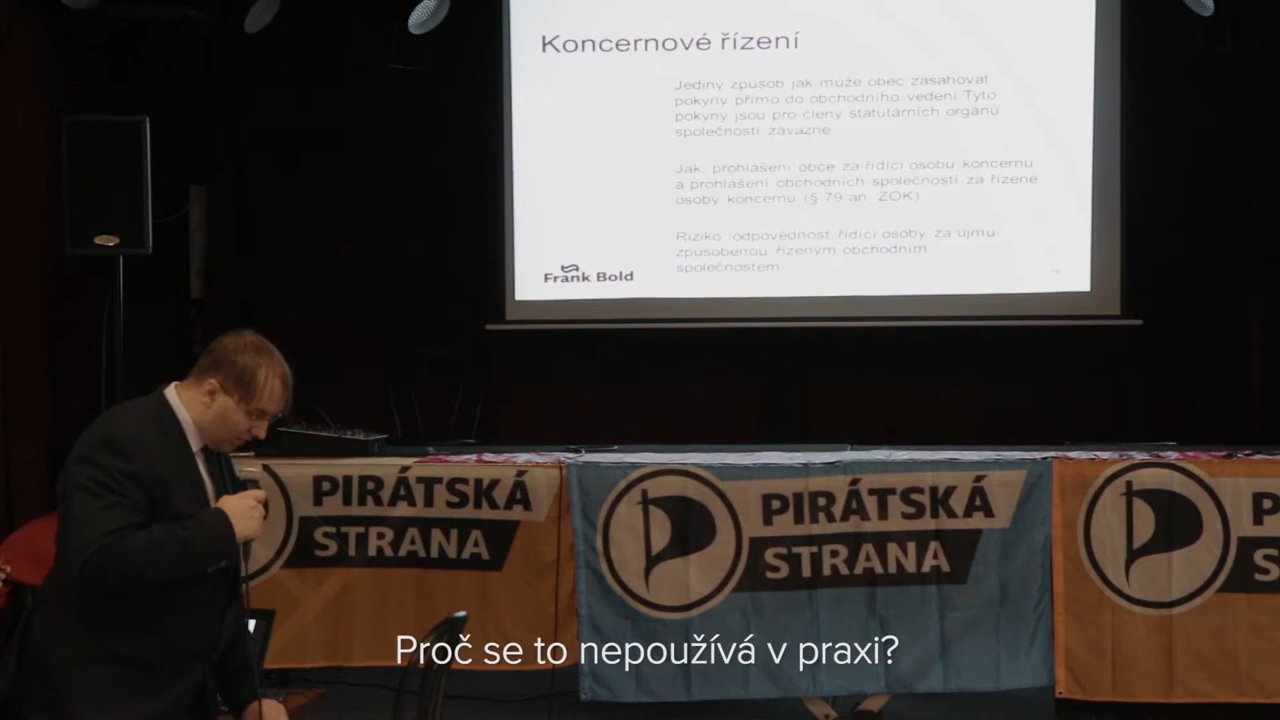 Koncernové řízení
Jediny způsob jak může obec zasahovat
pokyny přímo do obchodního vedení. Tyto
pokyny jsou pro členy statutárních orgánů
společností závazné
Jak: prohlášení obce za řídící osobu koncernu
a prohlášení obchodních společností za řízené
osoby koncernu (§ 79 an. ZOK)
Riziko: odpovědnost řídící osoby za újmu
způsobenou řízeným obchodním
společnostem
Frank Bold
PIRÁTSKÁ
STRANA
PIRÁTSKÁ
STRANA
P
S
Proč se to nepoužívá v praxi?